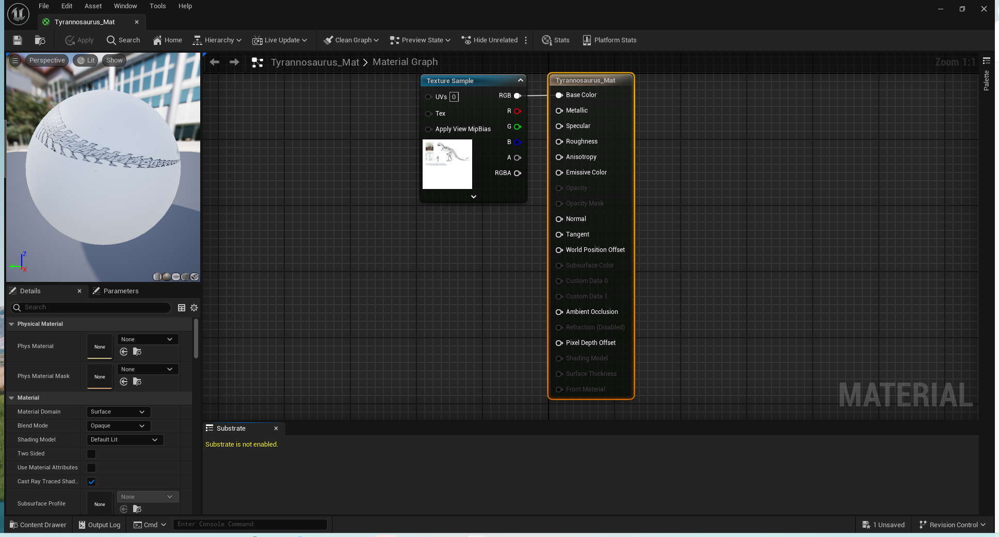 File Edit Asset Window Tools Help
Tyrannosaurus_Mat
Apply Search Home Hierarchy Live Update Clean Graph Preview State Hide Unrelated Stats Platform Stats
Perspective Lit Show
Tyrannosaurus_Mat > Material Graph
Zoom 1:1
Palette
Texture Sample
UVs 0
Tex
Apply View MipBias
RGB
R
G
B
A
RGBA
Tyrannosaurus_Mat
Base Color
Metallic
Specular
Roughness
Anisotropy
Emissive Color
Opacity
Opacity Mask
Normal
Tangent
World Position Offset
Subsurface Color
Custom Data 0
Custom Data 1
Ambient Occlusion
Refraction (Disabled)
Pixel Depth Offset
Shading Model
Surface Thickness
Front Material
MATERIAL
Z
X
Details Parameters
Search
Physical Material
Phys Material None None
Phys Material Mask None None
Material
Material Domain Surface
Blend Mode Opaque
Shading Model Default Lit
Two Sided
Use Material Attributes
Cast Ray Traced Shad...
Subsurface Profile None None
Substrate
Substrate is not enabled.
Content Drawer Output Log Cmd Enter Console Command 1 Unsaved Revision Control